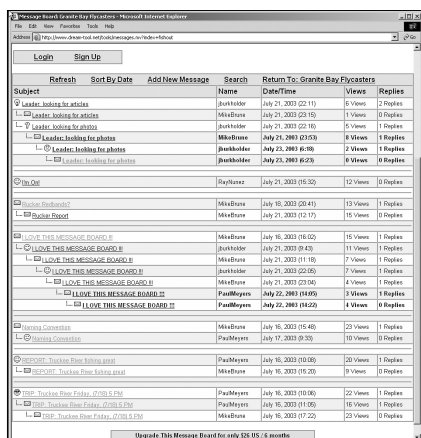 Message Board: Granite Bay Flycasters - Microsoft Internet Explorer
File Edit View Favorites Tools Help
Address http://www.dream-tool.net/tools/messages.mv?index+fishout Go
Login Sign Up
Refresh Sort By Date Add New Message Search Return To: Granite Bay Flycasters
Subject Name Date/Time Views Replies
Leader: looking for articles jburkholder July 21, 2003 (22:11) 6 Views 2 Replies
Leader: looking for articles MikeBrune July 21, 2003 (23:15) 1 Views 0 Replies
Leader: looking for photos jburkholder July 21, 2003 (22:16) 5 Views 1 Replies
Leader: looking for photos MikeBrune July 21, 2003 (23:53) 8 Views 1 Replies
Leader: looking for photos jburkholder July 23, 2003 (6:18) 2 Views 1 Replies
Leader: looking for photos MikeBrune July 23, 2003 (6:23) 0 Views 0 Replies
I'm On! RayNunez July 21, 2003 (15:32) 12 Views 0 Replies
Rucker Redbands? MikeBrune July 18, 2003 (20:41) 13 Views 1 Replies
Rucker Report MikeBrune July 21, 2003 (12:17) 15 Views 0 Replies
I LOVE THIS MESSAGE BOARD !!! MikeBrune July 16, 2003 (16:02) 15 Views 1 Replies
I LOVE THIS MESSAGE BOARD !!! jburkholder July 21, 2003 (9:43) 11 Views 1 Replies
I LOVE THIS MESSAGE BOARD !!! MikeBrune July 21, 2003 (11:18) 7 Views 1 Replies
I LOVE THIS MESSAGE BOARD !!! jburkholder July 21, 2003 (22:05) 7 Views 1 Replies
I LOVE THIS MESSAGE BOARD !!! MikeBrune July 21, 2003 (23:04) 4 Views 1 Replies
I LOVE THIS MESSAGE BOARD !!! PaulMeyers July 22, 2003 (14:05) 3 Views 1 Replies
I LOVE THIS MESSAGE BOARD !!! PaulMeyers July 22, 2003 (14:22) 4 Views 0 Replies
Naming Convention MikeBrune July 16, 2003 (15:48) 23 Views 1 Replies
Naming Convention PaulMeyers July 17, 2003 (9:33) 10 Views 0 Replies
REPORT: Truckee River fishing great PaulMeyers July 16, 2003 (10:08) 20 Views 1 Replies
REPORT: Truckee River fishing great MikeBrune July 16, 2003 (15:20) 9 Views 0 Replies
TRIP: Truckee River Friday, (7/18) 5 PM PaulMeyers July 16, 2003 (10:06) 22 Views 1 Replies
TRIP: Truckee River Friday, (7/18) 5 PM PaulMeyers July 16, 2003 (11:05) 16 Views 1 Replies
TRIP: Truckee River Friday, (7/18) 5 PM MikeBrune July 16, 2003 (17:22) 23 Views 0 Replies
Upgrade This Message Board for only $26 US / 6 months